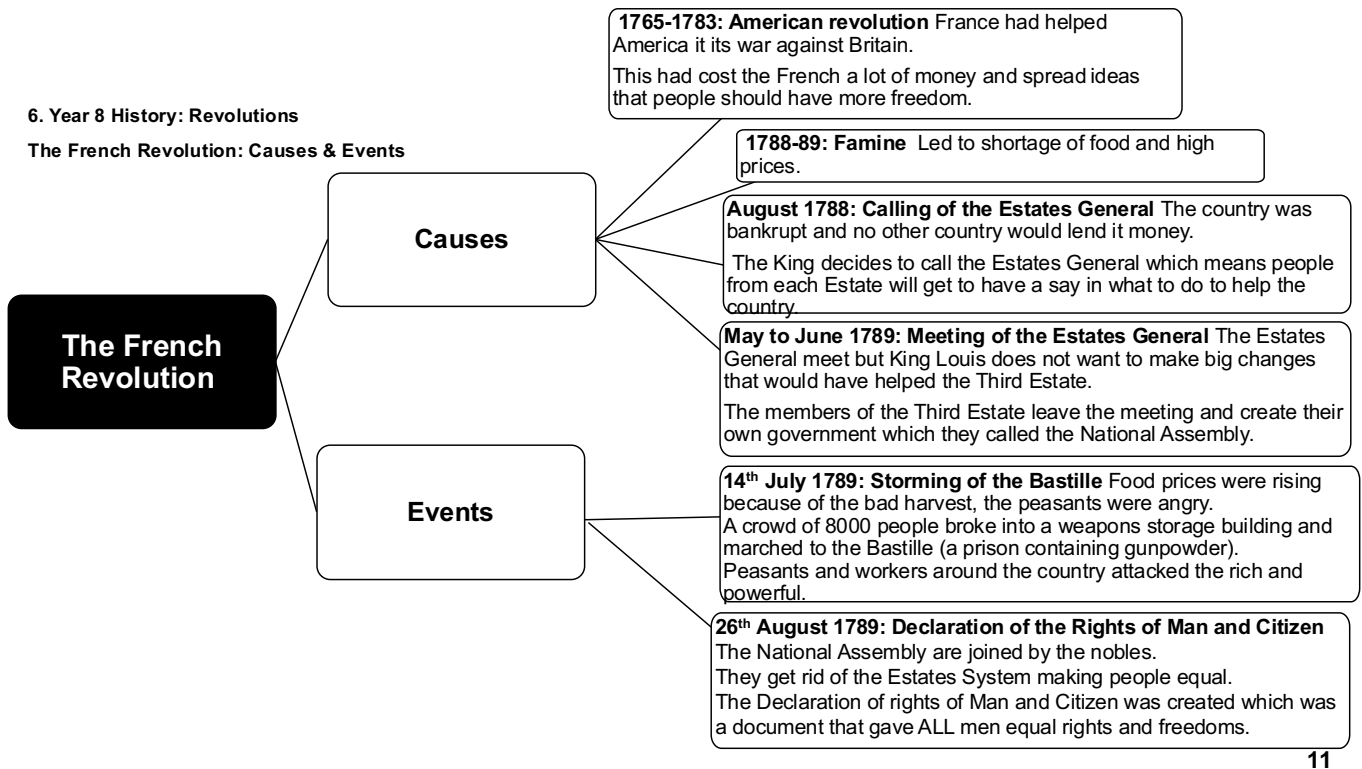 6. Year 8 History: Revolutions
The French Revolution: Causes & Events
The French
Revolution
Causes
1765-1783: American revolution France had helped
America it its war against Britain.
This had cost the French a lot of money and spread ideas
that people should have more freedom.
1788-89: Famine Led to shortage of food and high
prices.
August 1788: Calling of the Estates General The country was
bankrupt and no other country would lend it money.
The King decides to call the Estates General which means people
from each Estate will get to have a say in what to do to help the
country.
May to June 1789: Meeting of the Estates General The Estates
General meet but King Louis does not want to make big changes
that would have helped the Third Estate.
The members of the Third Estate leave the meeting and create their
own government which they called the National Assembly.
Events
14th July 1789: Storming of the Bastille Food prices were rising
because of the bad harvest, the peasants were angry.
A crowd of 8000 people broke into a weapons storage building and
marched to the Bastille (a prison containing gunpowder).
Peasants and workers around the country attacked the rich and
powerful.
26th August 1789: Declaration of the Rights of Man and Citizen
The National Assembly are joined by the nobles.
They get rid of the Estates System making people equal.
The Declaration of rights of Man and Citizen was created which was
a document that gave ALL men equal rights and freedoms.
11